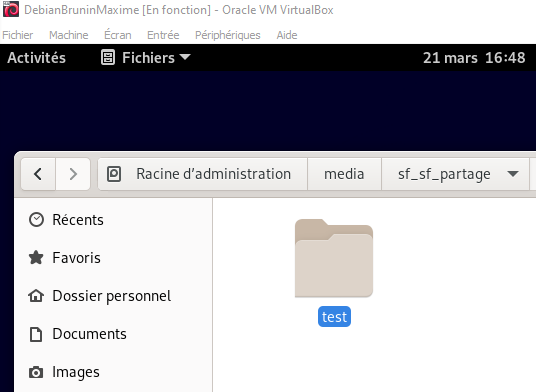 DebianBruninMaxime [En fonction] - Oracle VM VirtualBox
Fichier Machine Écran Entrée Périphériques Aide
Activités Fichiers 21 mars 16:48
Racine d'administration media sf_sf_partage
Récents
Favoris
Dossier personnel
Documents
Images
test